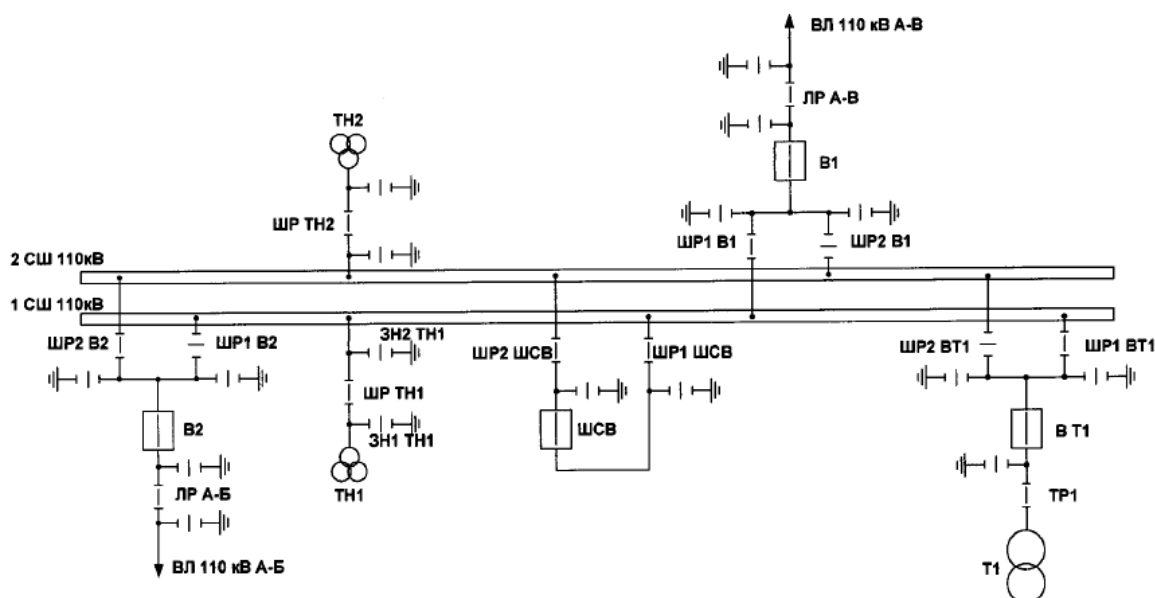 ВЛ 110 кВ А-В
ЛР А-В
ТН2
В1
ШР ТН2
ШР1 В1
ШР2 В1
2 СШ 110кВ
1 СШ 110кВ
ШР2 В2
ШР1 В2
ЗН2 ТН1
ШР2 ШСВ
ШР1 ШСВ
ШР2 ВТ1
ШР1 ВТ1
ШР ТН1
В2
ЗН1 ТН1
ШСВ
В Т1
ЛР А-Б
ТН1
ТР1
ВЛ 110 кВ А-Б
Т1